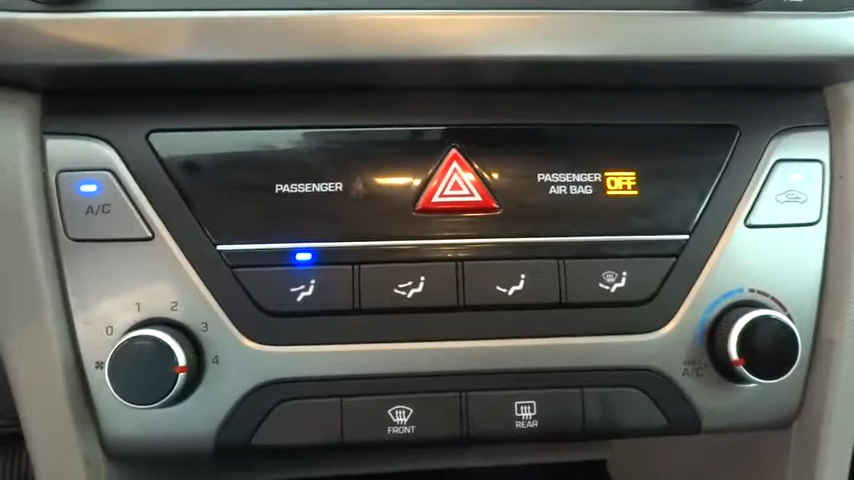 PASSENGER
PASSENGER
AIR BAG
OFF
A/C
0
1
2
3
4
A/C
FRONT
REAR